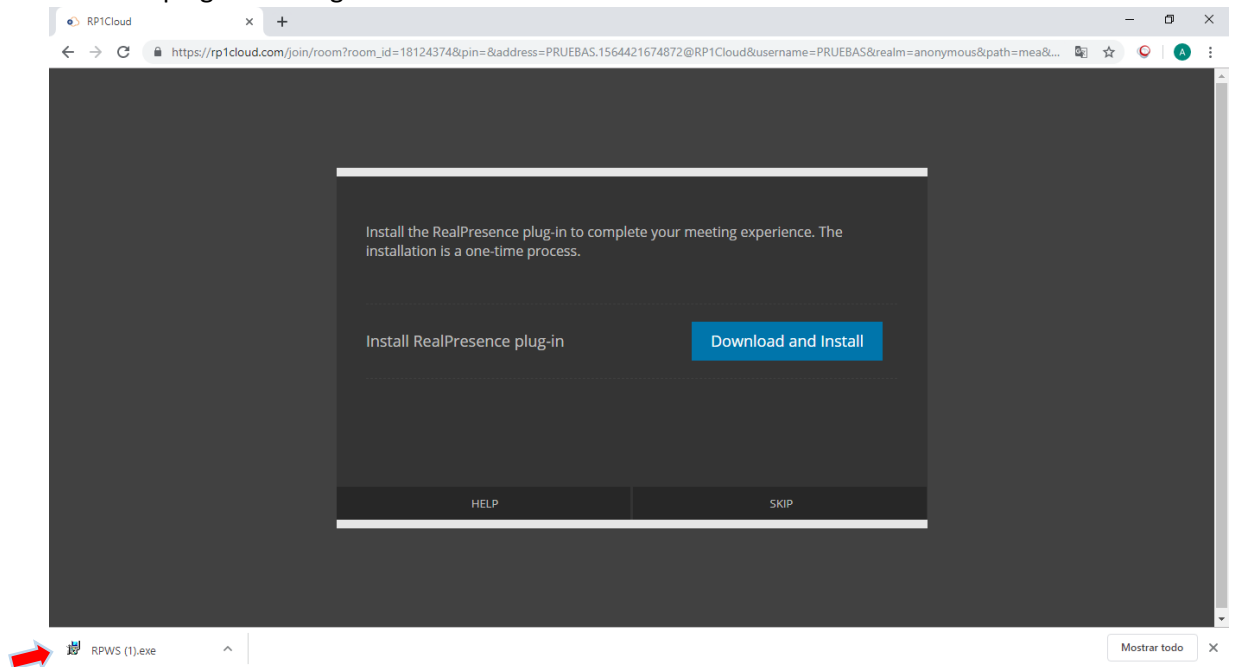 RP1Cloud
https://rp1cloud.com/join/room?room_id=18124374&pin=&address=PRUEBAS.1564421674872@RP1Cloud&username=PRUEBAS&realm=anonymous&path=mea&...
A
Install the RealPresence plug-in to complete your meeting experience. The
installation is a one-time process.
Install RealPresence plug-in
Download and Install
HELP
SKIP
RPWS (1).exe
Mostrar todo